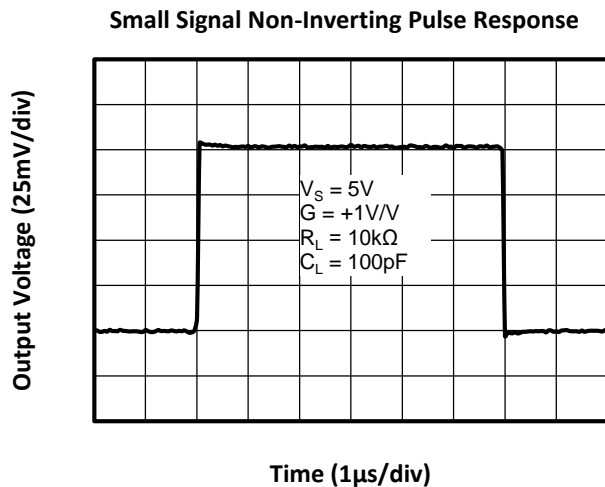 Small Signal Non-Inverting Pulse Response
Output Voltage (25mV/div)
V_S = 5V
G = +1V/V
R_L = 10kΩ
C_L = 100pF
Time (1µs/div)